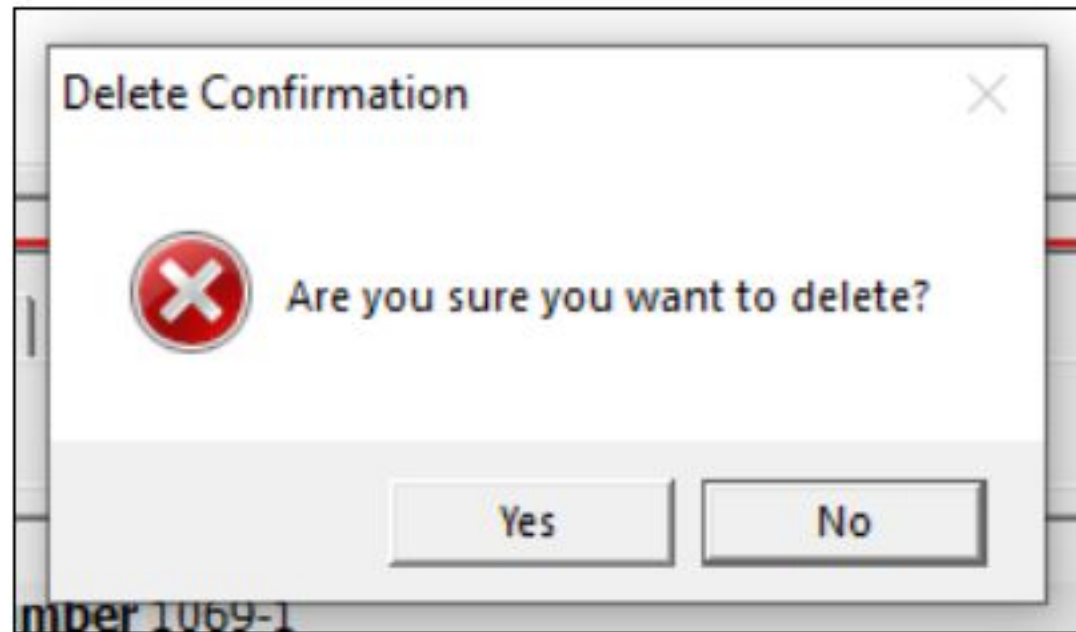 Delete Confirmation
Are you sure you want to delete?
Yes No
mber 1069-1